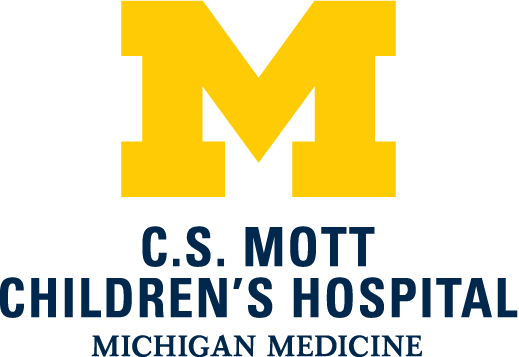 M
C.S. MOTT
CHILDREN'S HOSPITAL
MICHIGAN MEDICINE